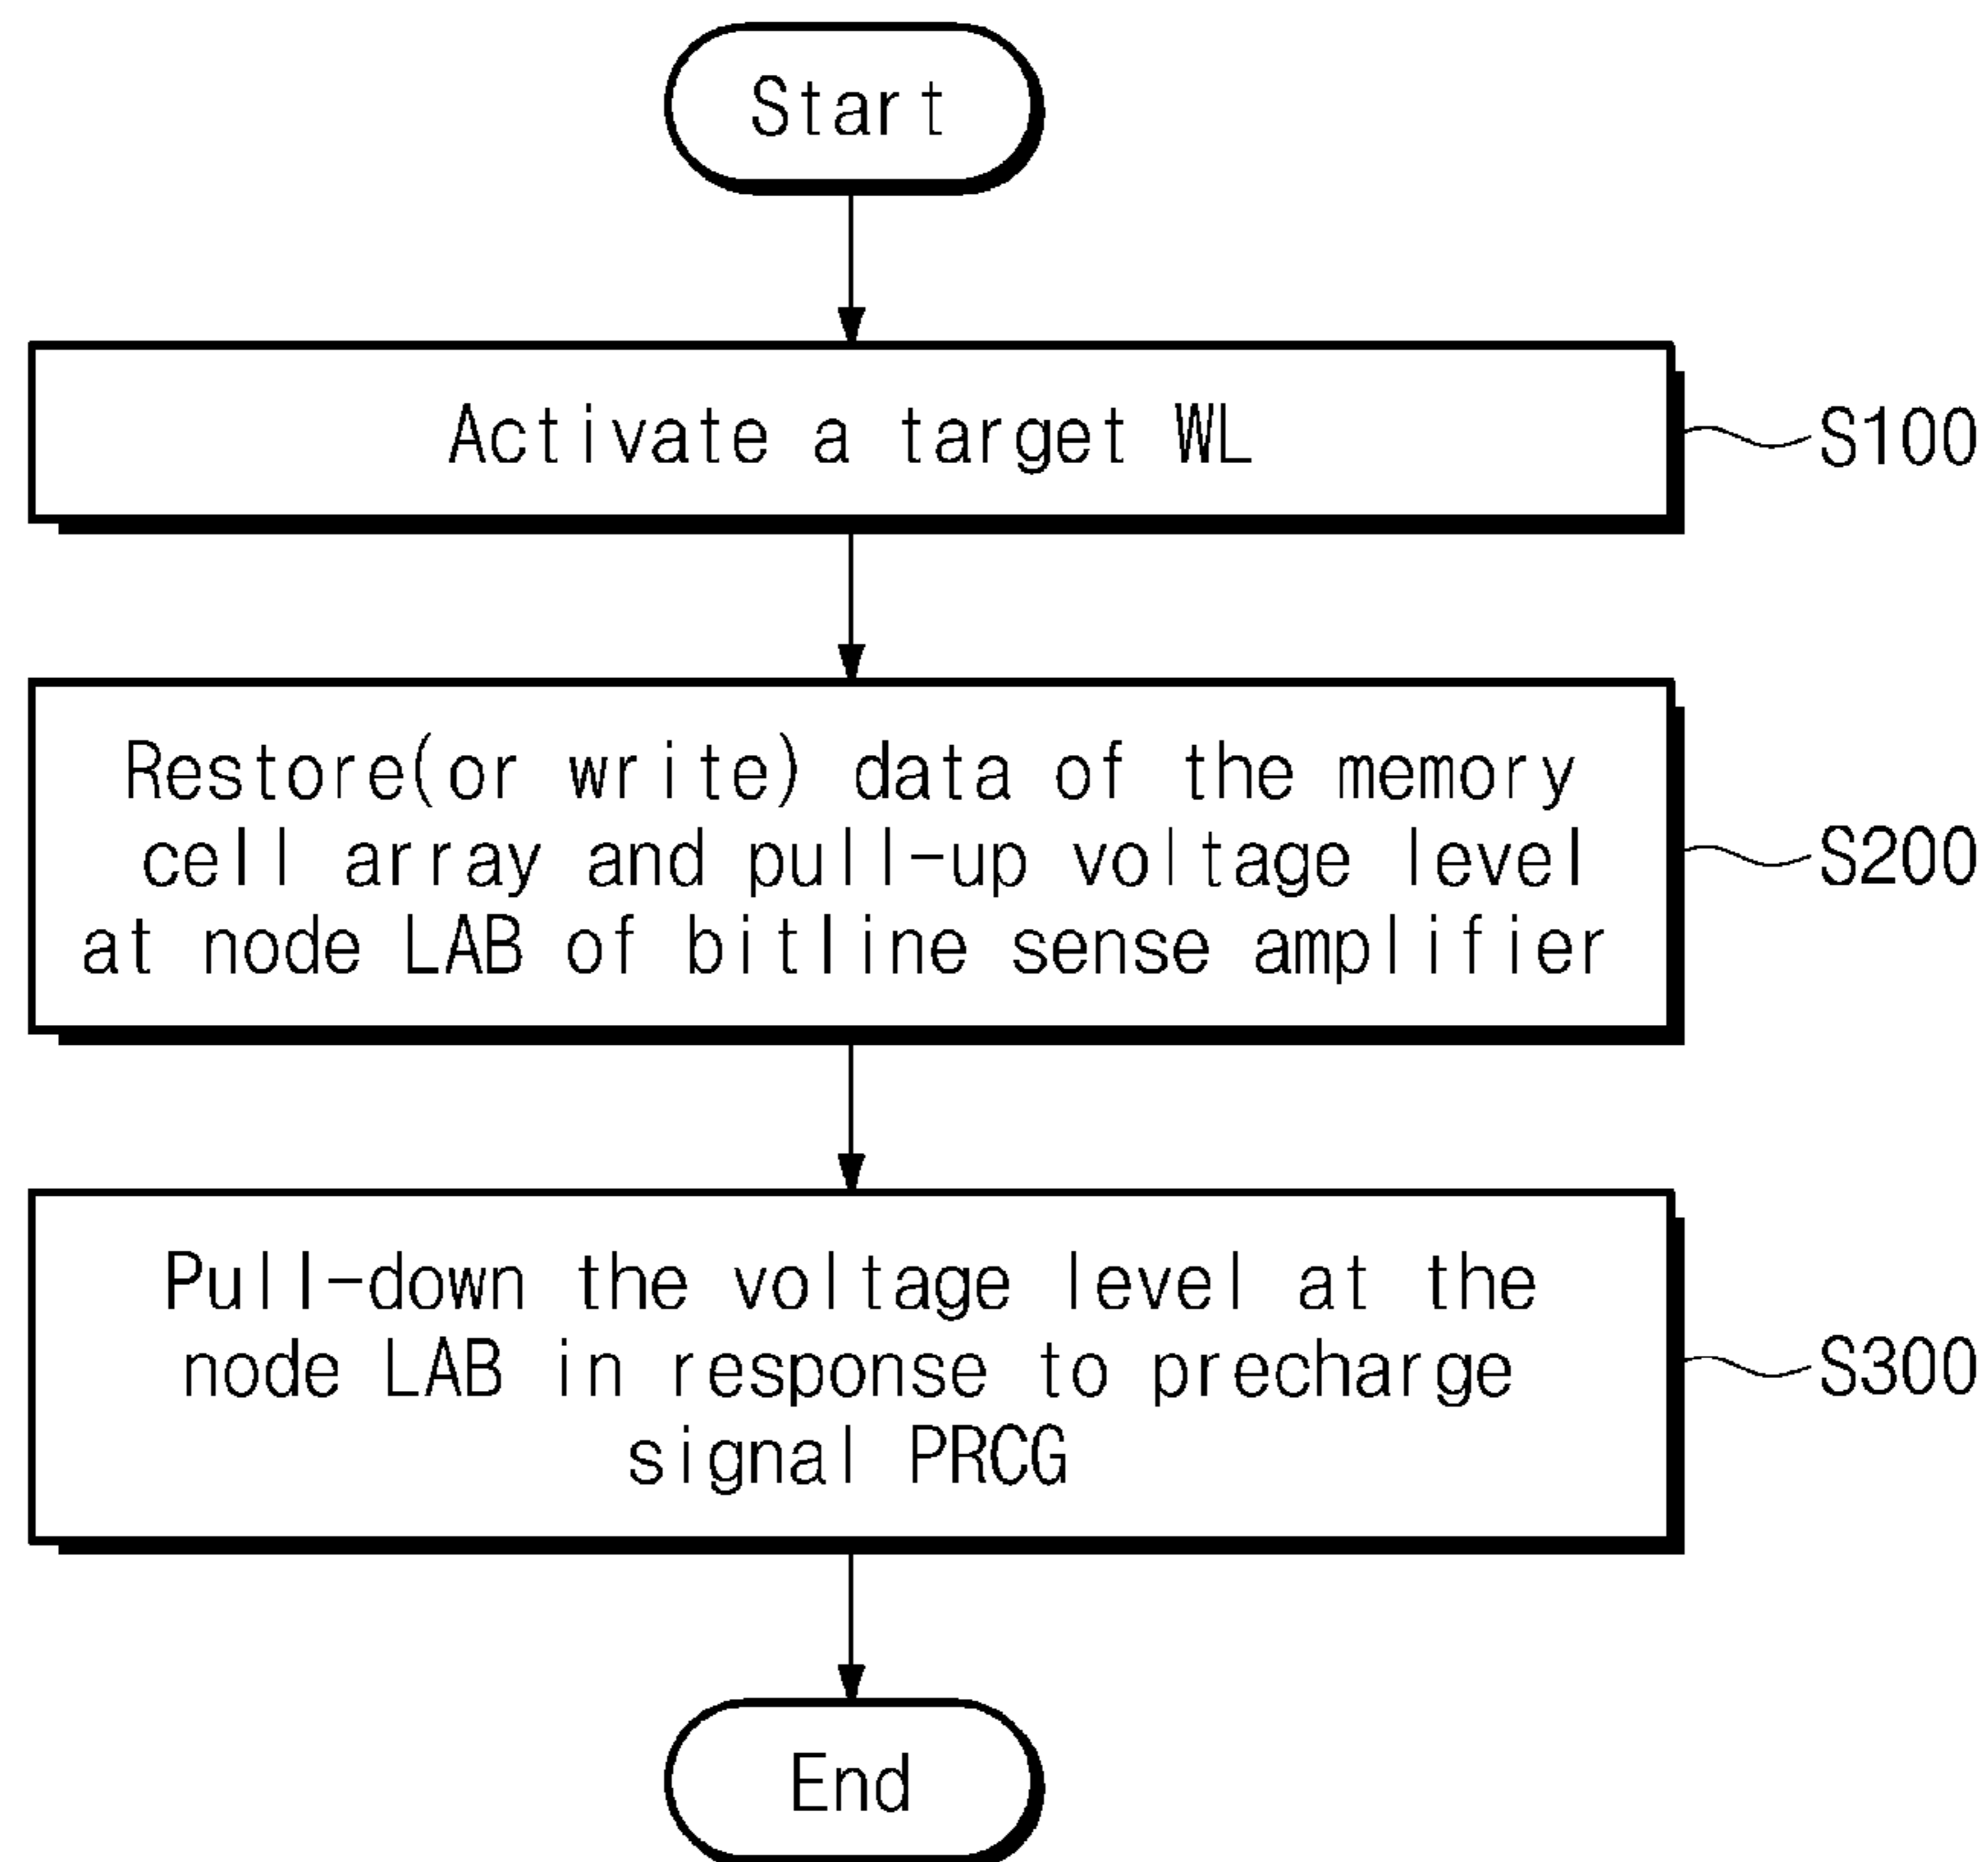 Start
Activate a target WL
S100
Restore(or write) data of the memory
cell array and pull-up voltage level
at node LAB of bitline sense amplifier
S200
Pull-down the voltage level at the
node LAB in response to precharge
signal PRCG
S300
End